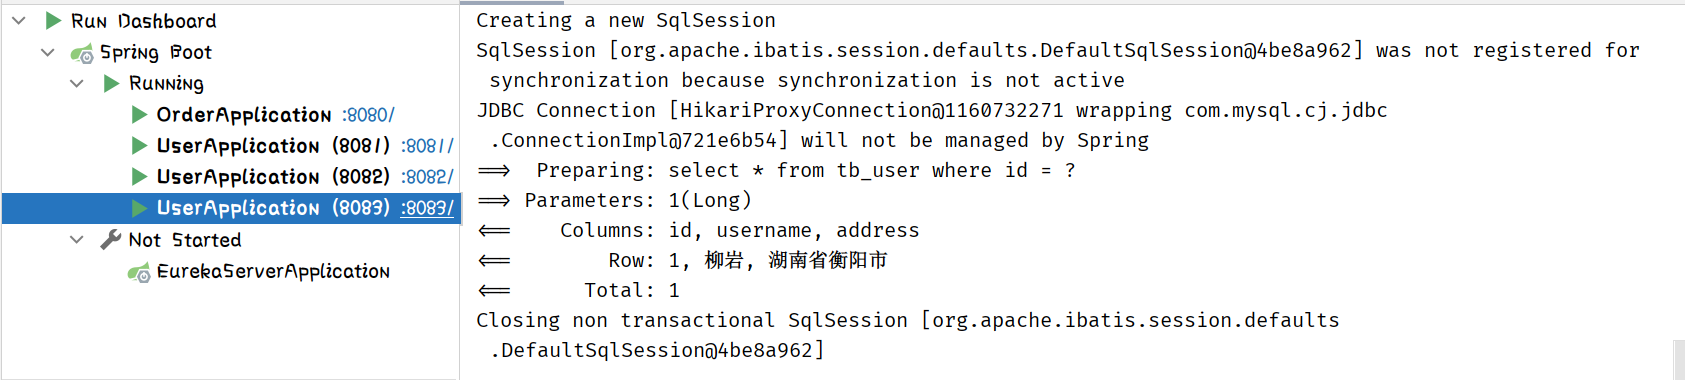 Run Dashboard
Spring Boot
Running
OrderApplication :8080/
UserApplication (8081) :8081/
UserApplication (8082) :8082/
UserApplication (8083) :8083/
Not Started
EurekaServerApplication
Creating a new SqlSession
SqlSession [org.apache.ibatis.session.defaults.DefaultSqlSession@4be8a962] was not registered for
synchronization because synchronization is not active
JDBC Connection [HikariProxyConnection@1160732271 wrapping com.mysql.cj.jdbc
.ConnectionImpl@721e6b54] will not be managed by Spring
==> Preparing: select * from tb_user where id = ?
==> Parameters: 1(Long)
<== Columns: id, username, address
<== Row: 1, 柳岩, 湖南省衡阳市
<== Total: 1
Closing non transactional SqlSession [org.apache.ibatis.session.defaults
.DefaultSqlSession@4be8a962]